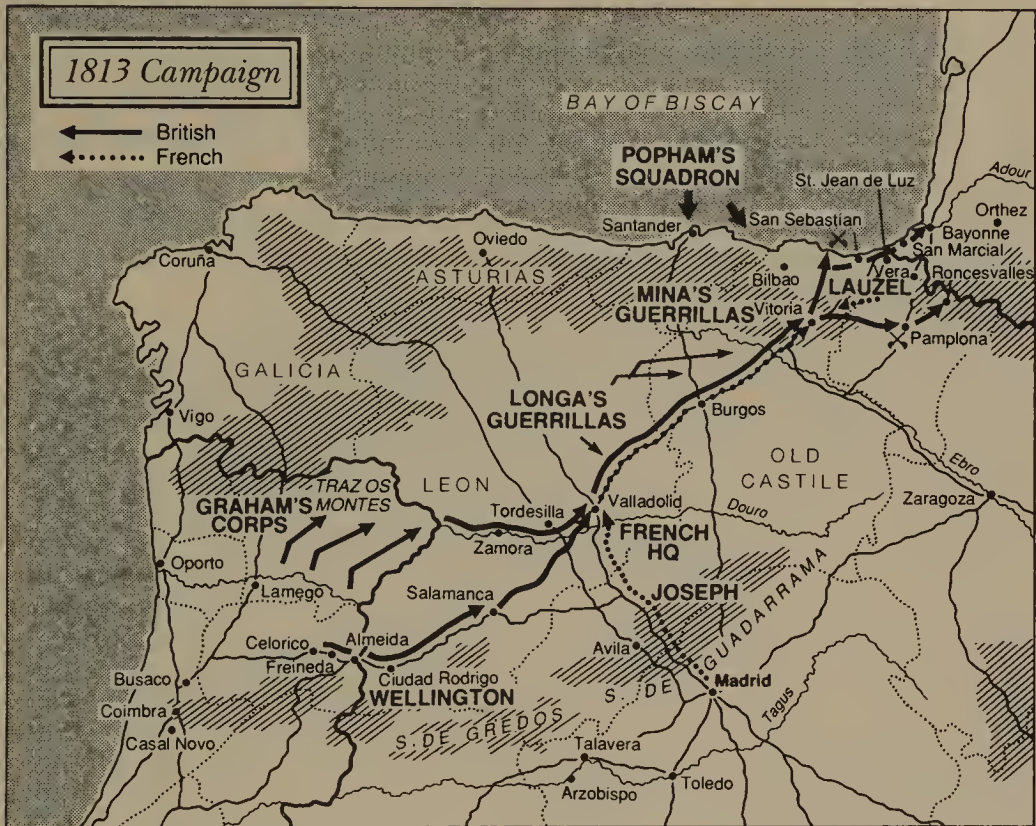 1813 Campaign
British
French
BAY OF BISCAY
POPHAM'S
SQUADRON
St. Jean de Luz
Adour
Orthez
Santander
San Sebastian
Bayonne
San Marcial
Coruña
Oviedo
ASTURIAS
Bilbao
Vera
Roncesvalles
LAUZEL
MINA'S
GUERRILLAS
Vitoria
Pamplona
GALICIA
Vigo
LONGA'S
GUERRILLAS
Burgos
OLD
CASTILE
Ebro
Zaragoza
GRAHAM'S
CORPS
TRAZ OS
MONTES
LEON
Tordesilla
Valladolid
Douro
Zamora
FRENCH
HQ
Oporto
Lamego
Salamanca
JOSEPH
Celorico
Almeida
Freineda
Ciudad Rodrigo
WELLINGTON
Avila
S. DE GUADARRAMA
Madrid
Tagus
Busaco
Coimbra
Casal Novo
S. DE GREDOS
Talavera
Arzobispo
Toledo